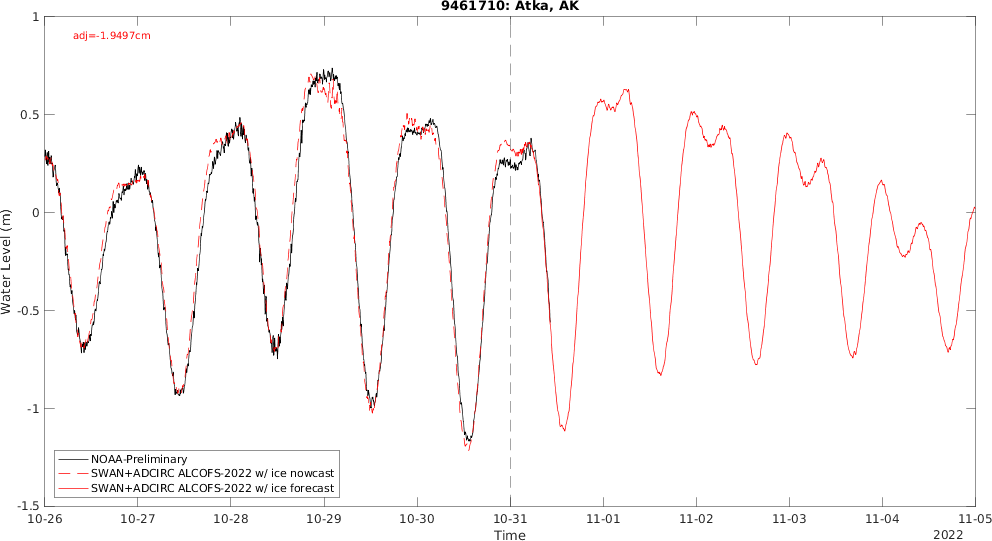 9461710: Atka, AK
adj=-1.9497cm
Water Level (m)
1
0.5
0
-0.5
-1
-1.5
NOAA-Preliminary
SWAN+ADCIRC ALCOFS-2022 w/ ice nowcast
SWAN+ADCIRC ALCOFS-2022 w/ ice forecast
10-26 10-27 10-28 10-29 10-30 10-31 11-01 11-02 11-03 11-04 11-05
Time
2022